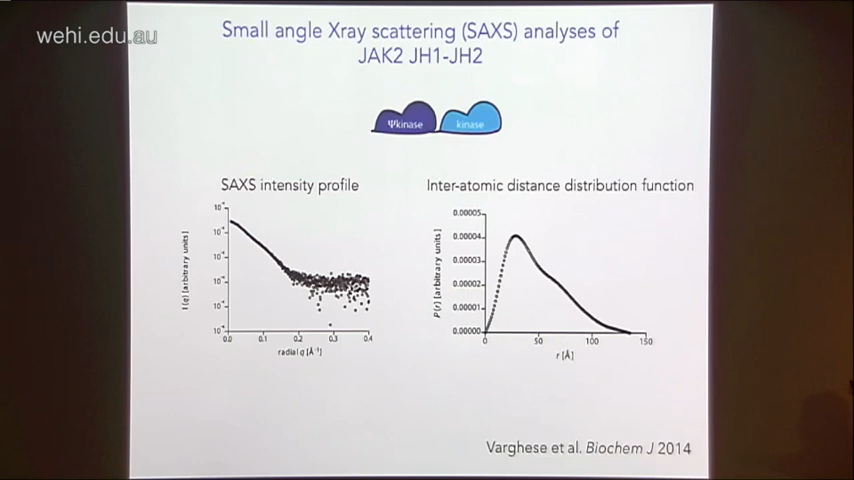 wehi.edu.au
Small angle Xray scattering (SAXS) analyses of
JAK2 JH1-JH2
Ψkinase
kinase
SAXS intensity profile
Inter-atomic distance distribution function
I (q) [arbitrary units]
0.0 0.1 0.2 0.3 0.4
radial q [Å⁻¹]
P(r) [arbitrary units]
0.00005
0.00004
0.00003
0.00002
0.00001
0.00000
0 50 100 150
r [Å]
Varghese et al. Biochem J 2014